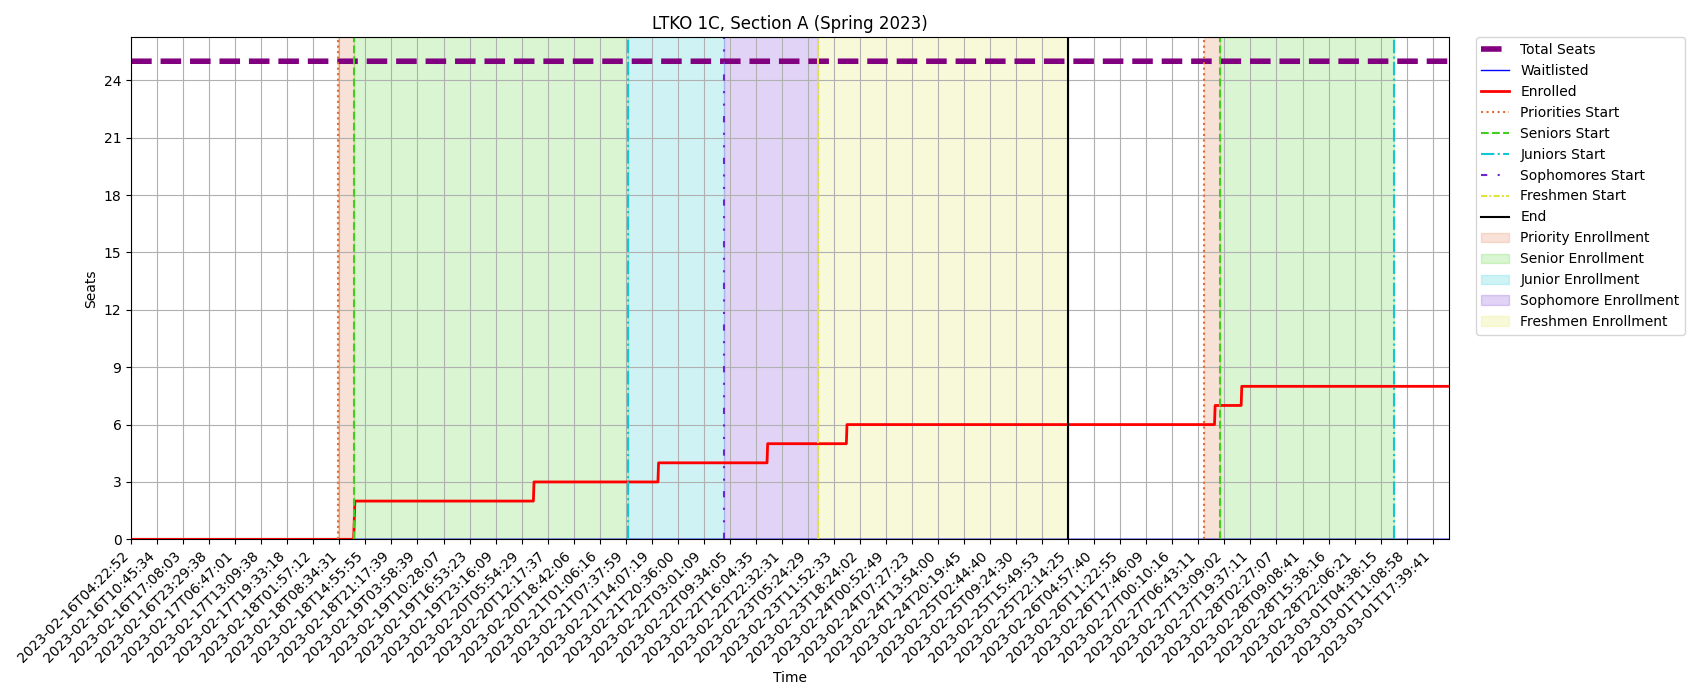 LTKO 1C, Section A (Spring 2023)
Seats
24
21
18
15
12
9
6
3
0
2023-02-16T04:22:52
2023-02-16T10:45:34
2023-02-16T17:08:03
2023-02-16T23:29:38
2023-02-17T06:47:01
2023-02-17T13:09:38
2023-02-17T19:33:18
2023-02-18T01:57:12
2023-02-18T08:34:31
2023-02-18T14:55:55
2023-02-18T21:17:39
2023-02-19T03:58:39
2023-02-19T10:28:07
2023-02-19T16:53:23
2023-02-19T23:16:09
2023-02-20T05:54:29
2023-02-20T12:17:37
2023-02-20T18:42:06
2023-02-21T01:06:16
2023-02-21T07:37:59
2023-02-21T14:07:19
2023-02-21T20:36:00
2023-02-22T03:01:09
2023-02-22T09:34:05
2023-02-22T16:04:35
2023-02-22T22:32:31
2023-02-23T05:24:29
2023-02-23T11:52:33
2023-02-23T18:24:02
2023-02-24T00:52:49
2023-02-24T07:27:23
2023-02-24T13:54:00
2023-02-24T20:19:45
2023-02-25T02:44:40
2023-02-25T09:24:30
2023-02-25T15:49:53
2023-02-25T22:14:25
2023-02-26T04:57:40
2023-02-26T11:22:55
2023-02-26T17:46:09
2023-02-27T00:10:16
2023-02-27T06:43:11
2023-02-27T13:09:02
2023-02-27T19:37:11
2023-02-28T02:27:07
2023-02-28T09:08:41
2023-02-28T15:38:16
2023-02-28T22:06:21
2023-03-01T04:38:15
2023-03-01T11:08:58
2023-03-01T17:39:41
Time
Total Seats
Waitlisted
Enrolled
Priorities Start
Seniors Start
Juniors Start
Sophomores Start
Freshmen Start
End
Priority Enrollment
Senior Enrollment
Junior Enrollment
Sophomore Enrollment
Freshmen Enrollment